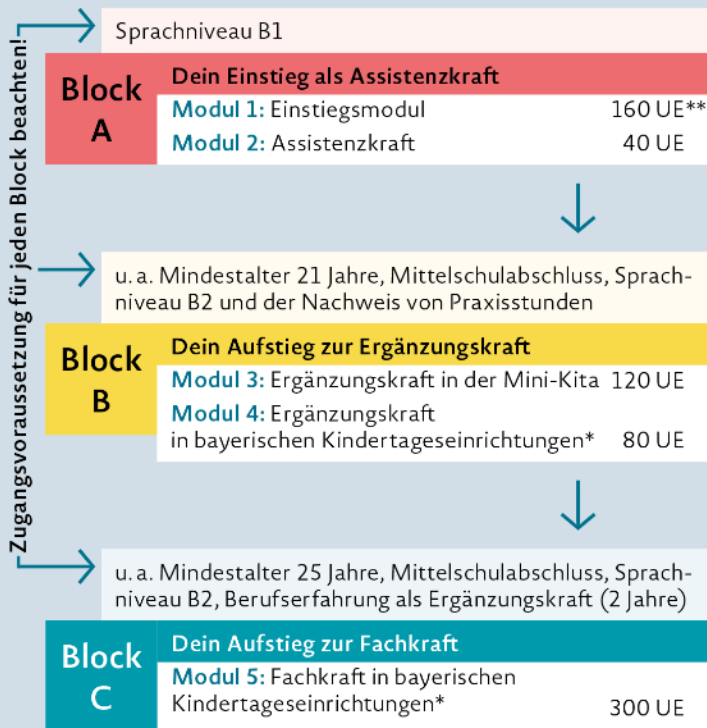 Zugangsvoraussetzung für jeden Block beachten!
Sprachniveau B1
Block
A
Dein Einstieg als Assistenzkraft
Modul 1: Einstiegsmodul 160 UE**
Modul 2: Assistenzkraft 40 UE
u. a. Mindestalter 21 Jahre, Mittelschulabschluss, Sprach-
niveau B2 und der Nachweis von Praxisstunden
Block
B
Dein Aufstieg zur Ergänzungskraft
Modul 3: Ergänzungskraft in der Mini-Kita 120 UE
Modul 4: Ergänzungskraft
in bayerischen Kindertageseinrichtungen* 80 UE
u. a. Mindestalter 25 Jahre, Mittelschulabschluss, Sprach-
niveau B2, Berufserfahrung als Ergänzungskraft (2 Jahre)
Block
C
Dein Aufstieg zur Fachkraft
Modul 5: Fachkraft in bayerischen
Kindertageseinrichtungen* 300 UE